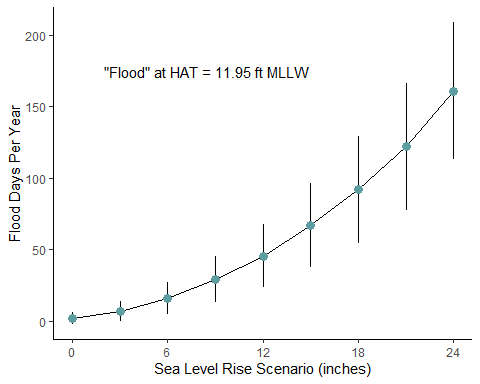 "Flood" at HAT = 11.95 ft MLLW
Flood Days Per Year
200
150
100
50
0
0 6 12 18 24
Sea Level Rise Scenario (inches)